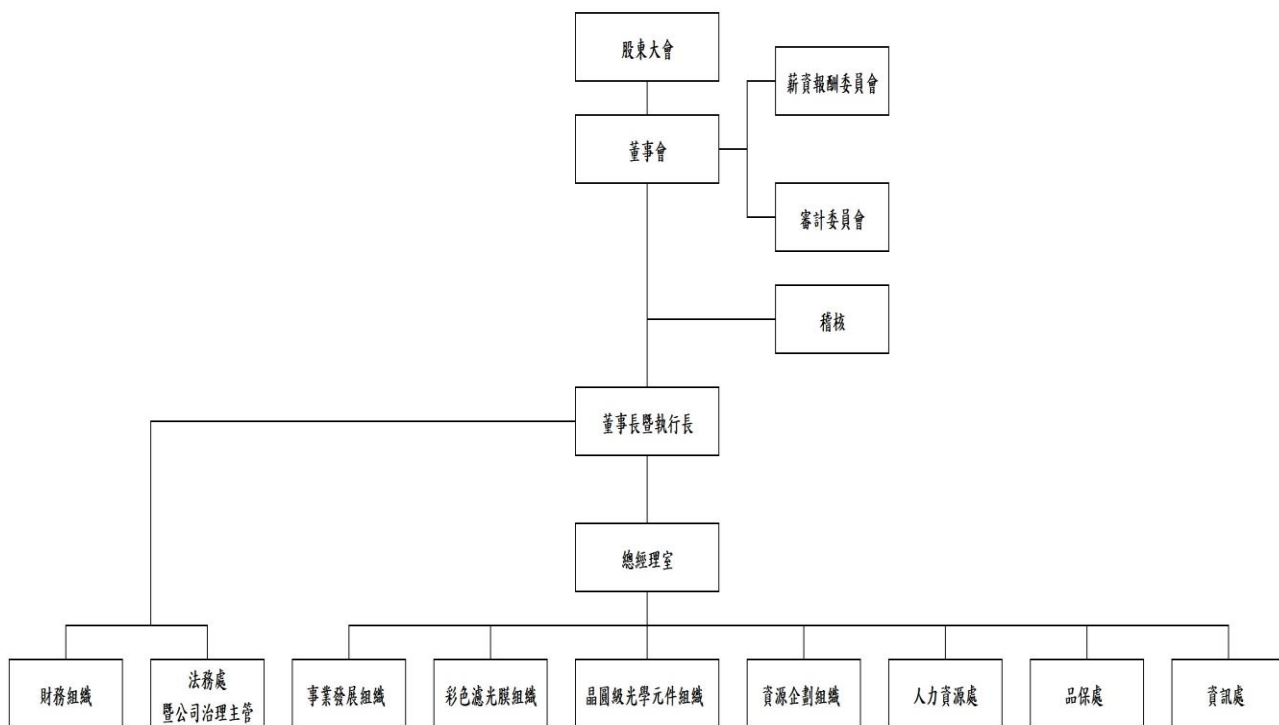 股東大會
薪資報酬委員會
董事會
審計委員會
稽核
董事長暨執行長
總經理室
財務組織
法務處
暨公司治理主管
事業發展組織
彩色濾光膜組織
晶圓級光學元件組織
資源企劃組織
人力資源處
品保處
資訊處